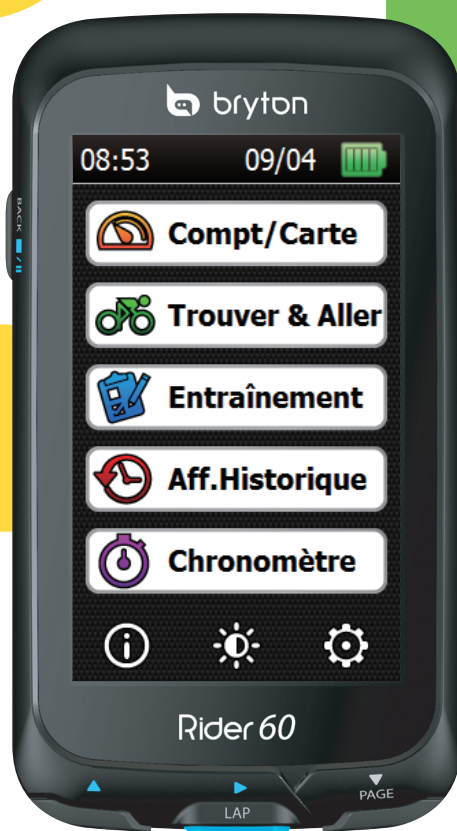 bryton
08:53 09/04
BACK
Compt/Carte
Trouver & Aller
Entraînement
Aff.Historique
Chronomètre
Rider 60
PAGE
LAP